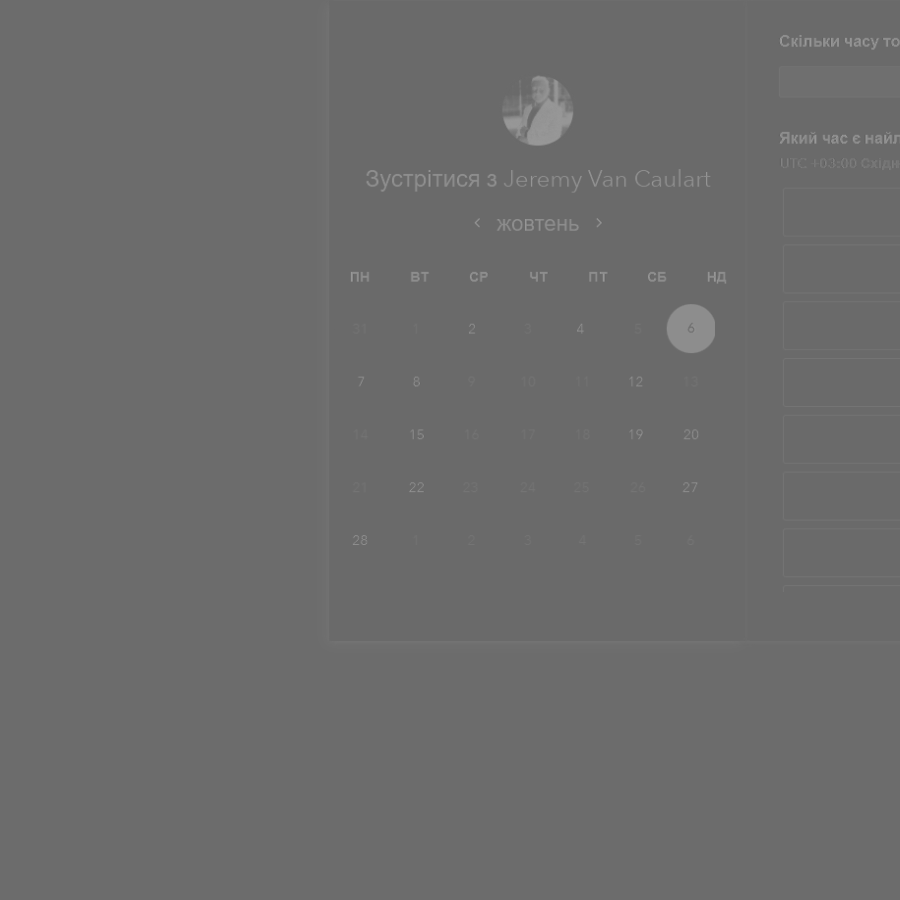 Зустрітися з Jeremy Van Caulart
жовтень
ПН ВТ СР ЧТ ПТ СБ НД
31 1 2 3 4 5 6
7 8 9 10 11 12 13
14 15 16 17 18 19 20
21 22 23 24 25 26 27
28 1 2 3 4 5 6
Скільки часу то
Який час є найл
UTC +03:00 Східн